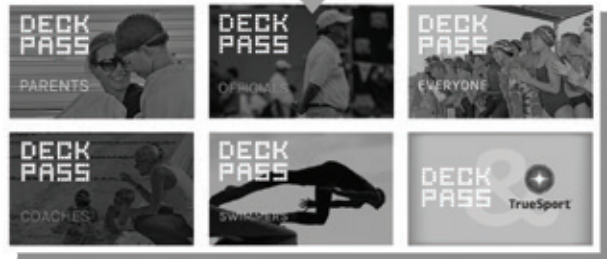 DECK
PASS
PARENTS
DECK
PASS
OFFICIALS
DECK
PASS
EVERYONE
DECK
PASS
COACHES
DECK
PASS
SWIMMERS
DECK
PASS
&
TrueSport